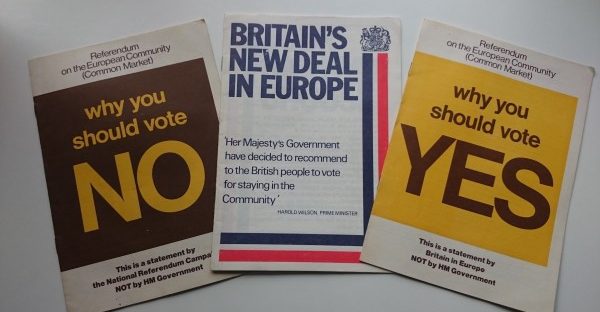 Referendum
on the European Community
(Common Market)
why you
should vote
NO
This is a statement by
the National Referendum Campa
NOT by HM Government
BRITAIN'S
NEW DEAL
IN EUROPE
'Her Majesty's Government
have decided to recommend
to the British people to vote
for staying in the
Community'
HAROLD WILSON, PRIME MINISTER
Referendum
on the European Community
(Common Market)
why you
should vote
YES
This is a statement by
Britain in Europe
NOT by HM Government